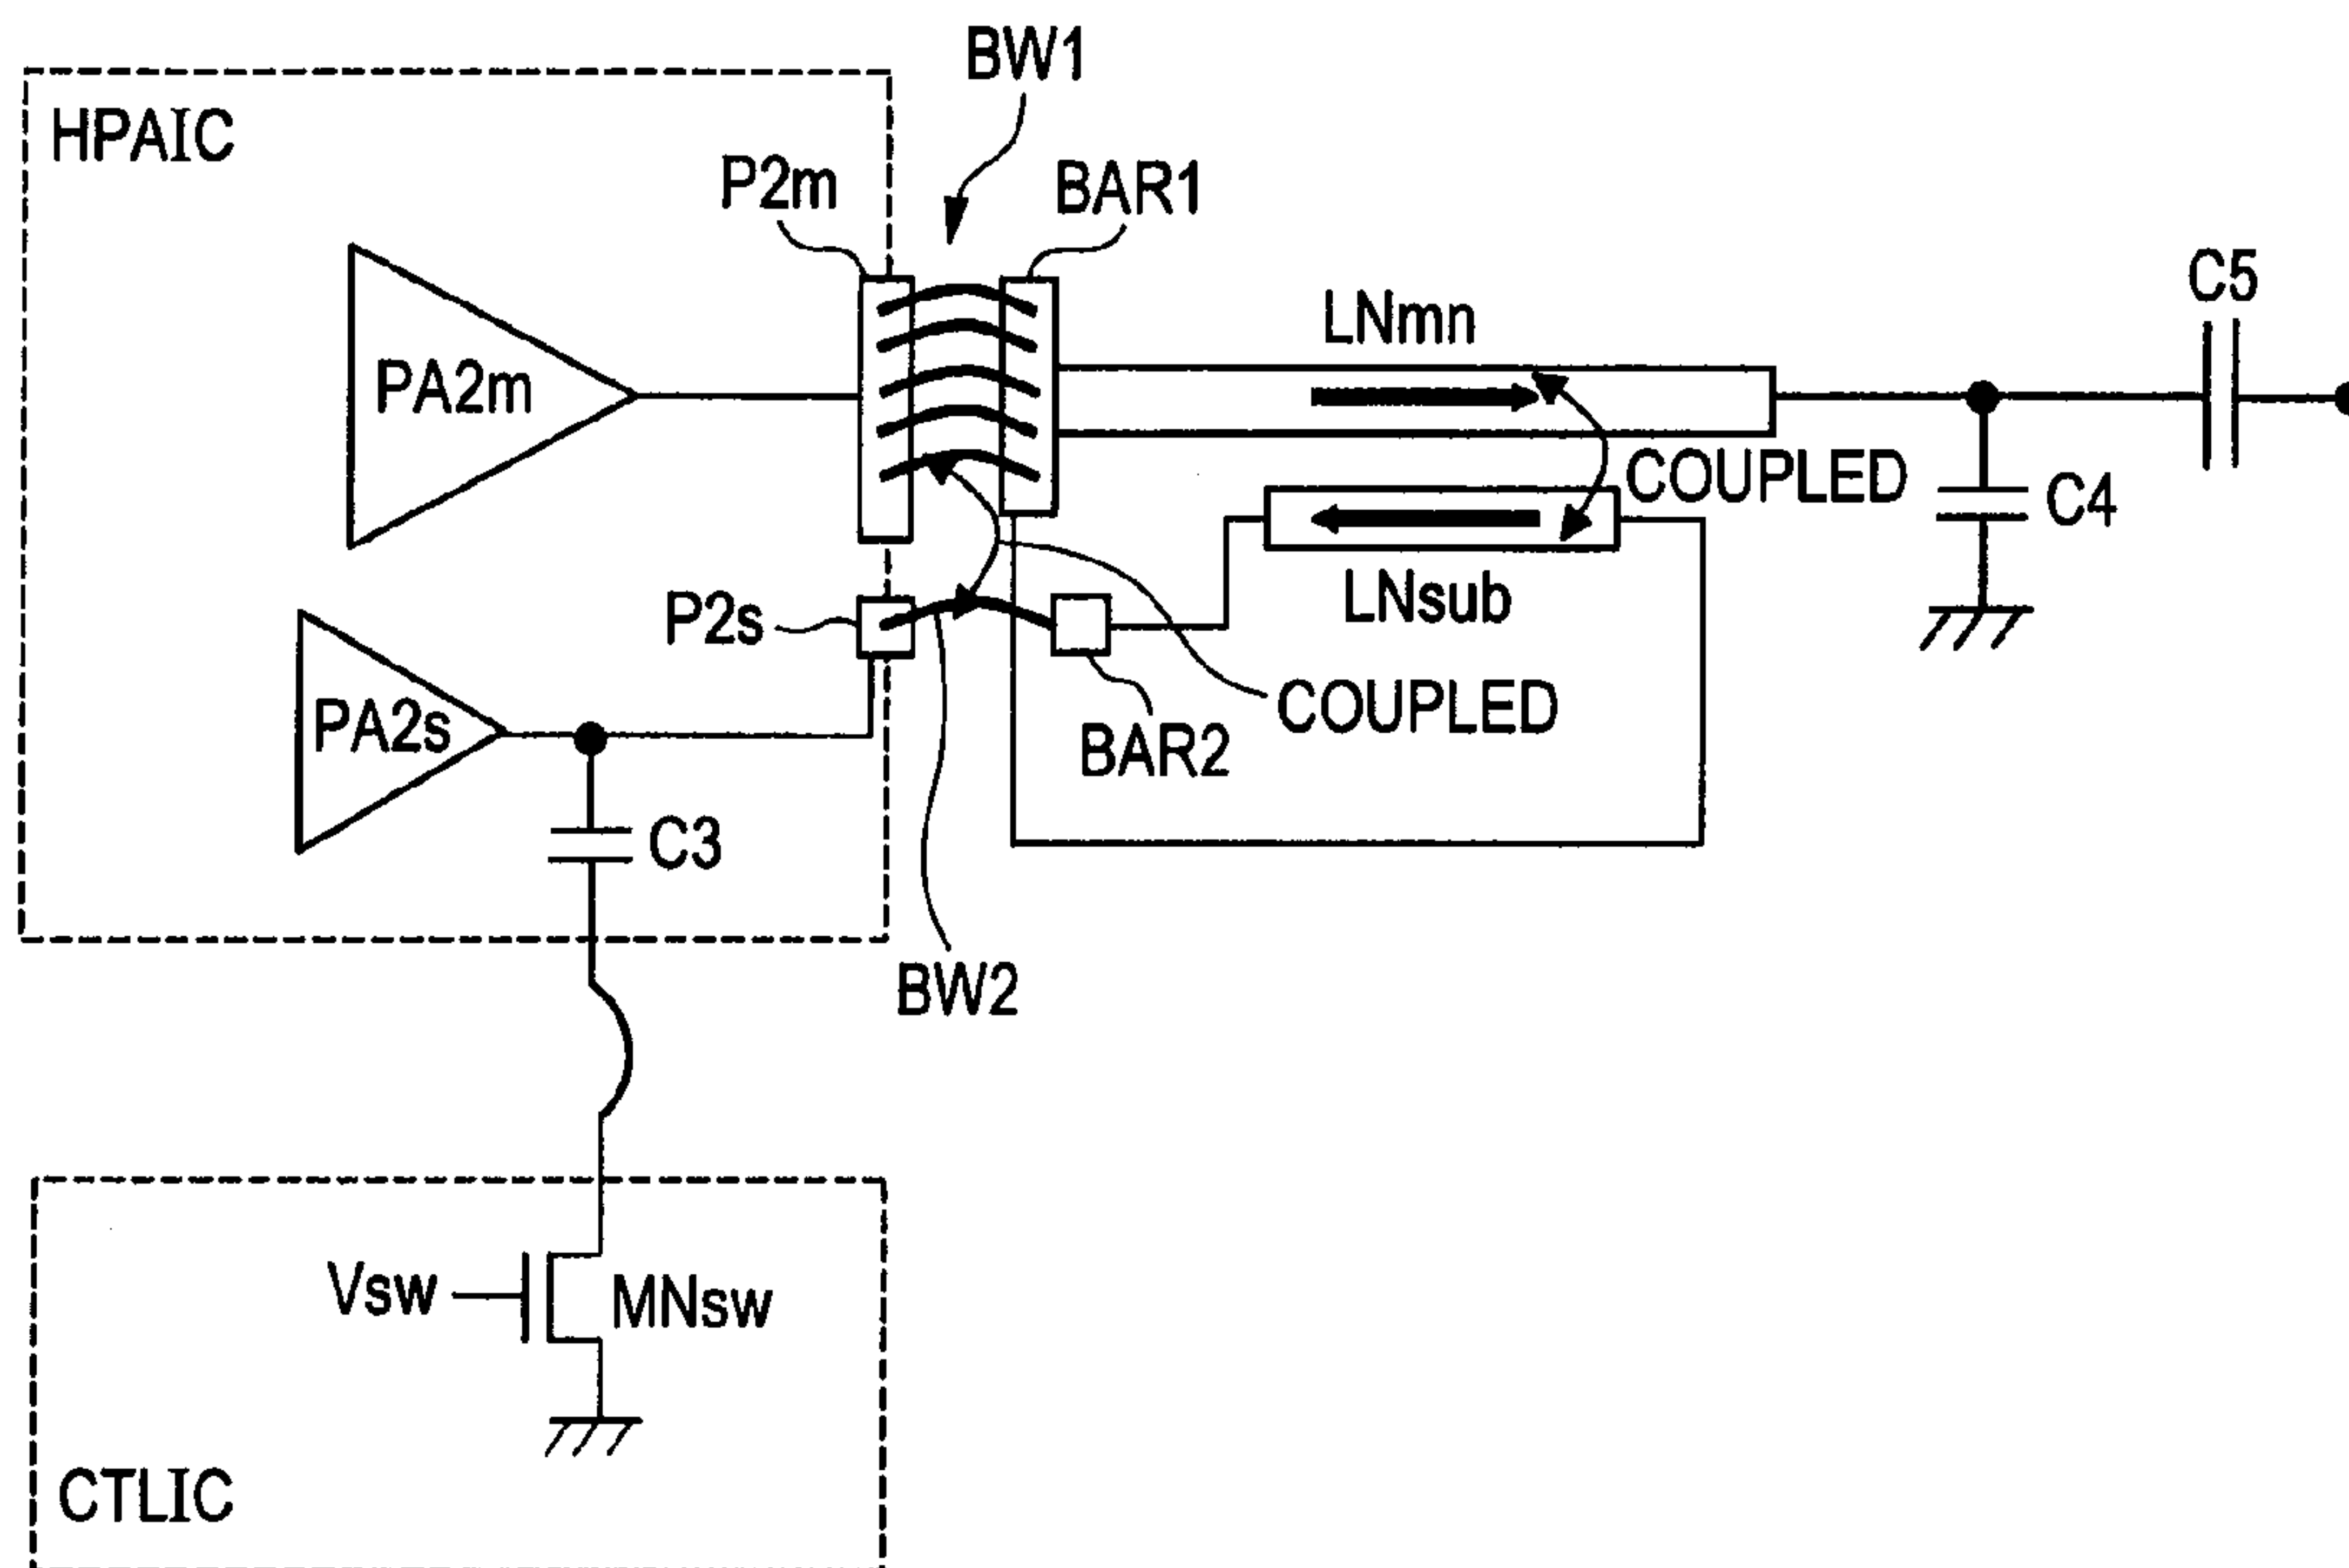 BW1
HPAIC
P2m
BAR1
C5
LNmn
PA2m
COUPLED
C4
P2s
LNsub
PA2s
COUPLED
BAR2
C3
BW2
Vsw
MNsw
CTLIC